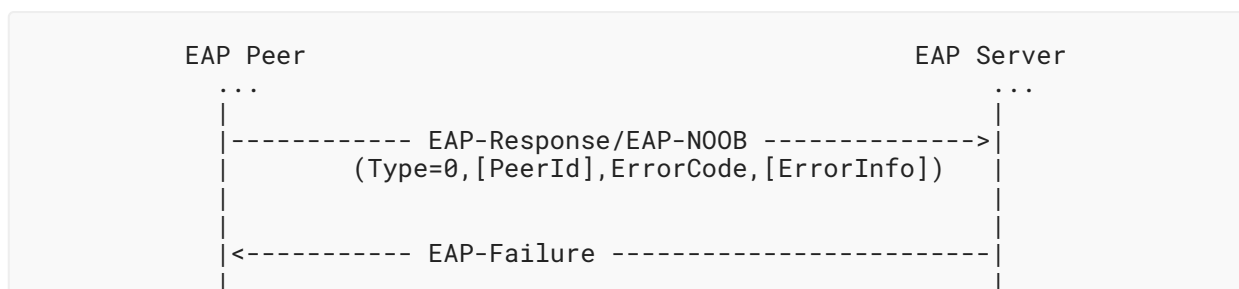 EAP Peer                                        EAP Server
  ...                                                ...
  |                                                  |
  |------------ EAP-Response/EAP-NOOB -------------->|
  |        (Type=0,[PeerId],ErrorCode,[ErrorInfo])   |
  |                                                  |
  |                                                  |
  |<----------- EAP-Failure -------------------------|
  |                                                  |